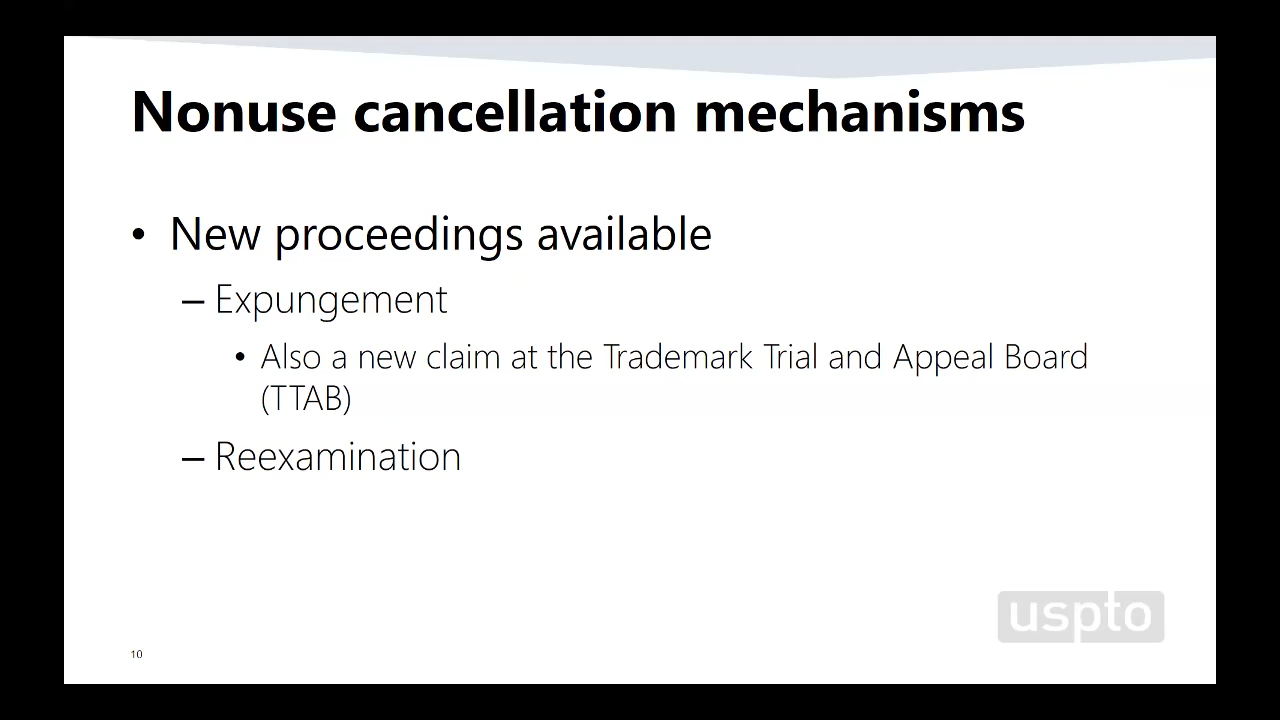 Nonuse cancellation mechanisms
• New proceedings available
– Expungement
• Also a new claim at the Trademark Trial and Appeal Board
(TTAB)
– Reexamination
uspto
10